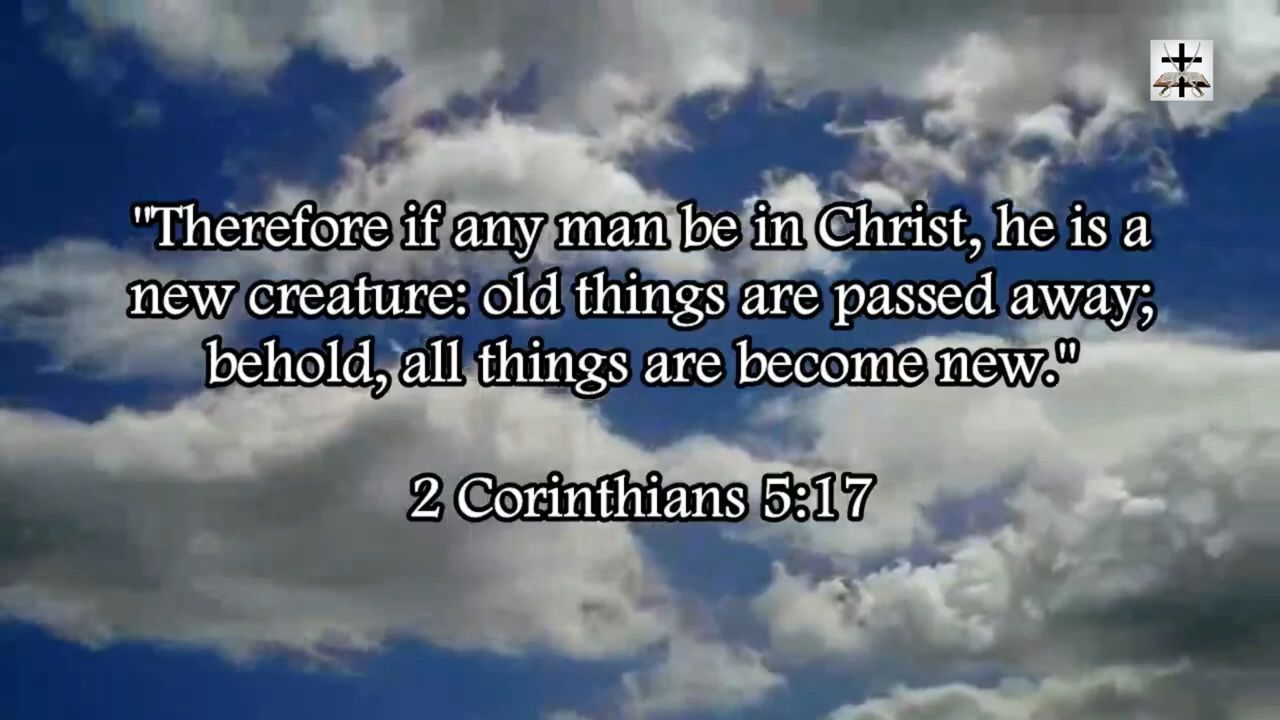 "Therefore if any man be in Christ, he is a
new creature: old things are passed away;
behold, all things are become new."
2 Corinthians 5:17